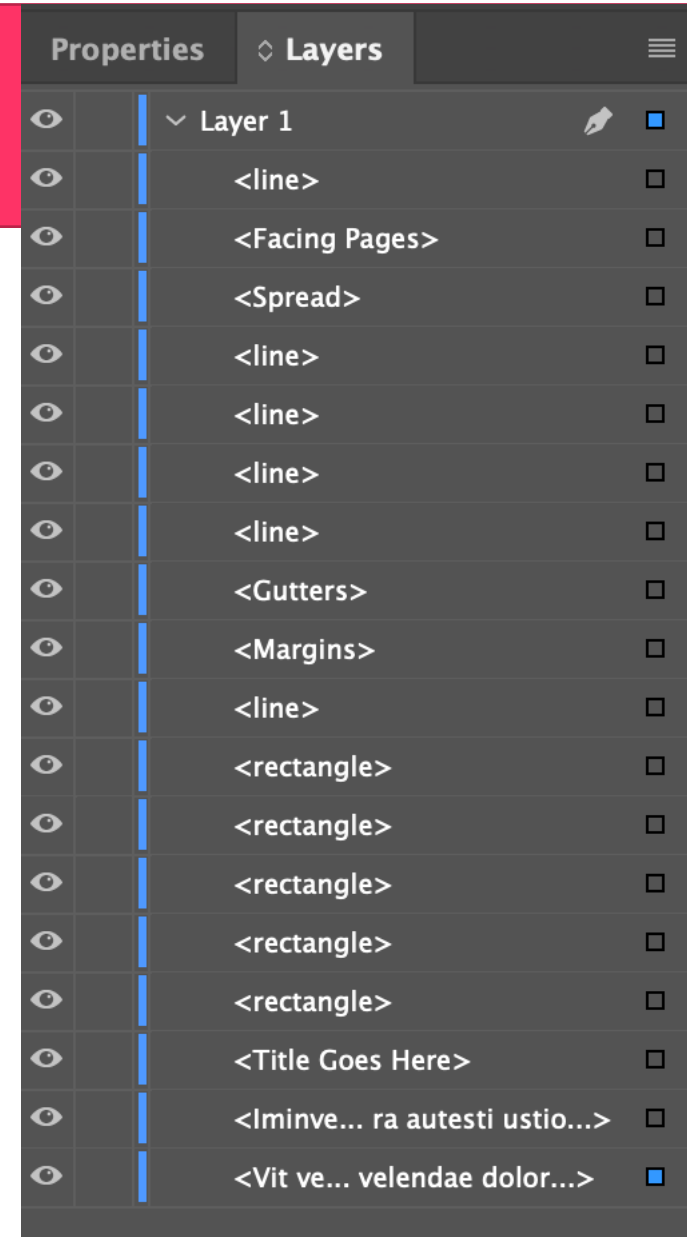 Properties
Layers
Layer 1
<line>
<Facing Pages>
<Spread>
<line>
<line>
<line>
<line>
<Gutters>
<Margins>
<line>
<rectangle>
<rectangle>
<rectangle>
<rectangle>
<rectangle>
<Title Goes Here>
<Iminve... ra autesti ustio...>
<Vit ve... velendae dolor...>